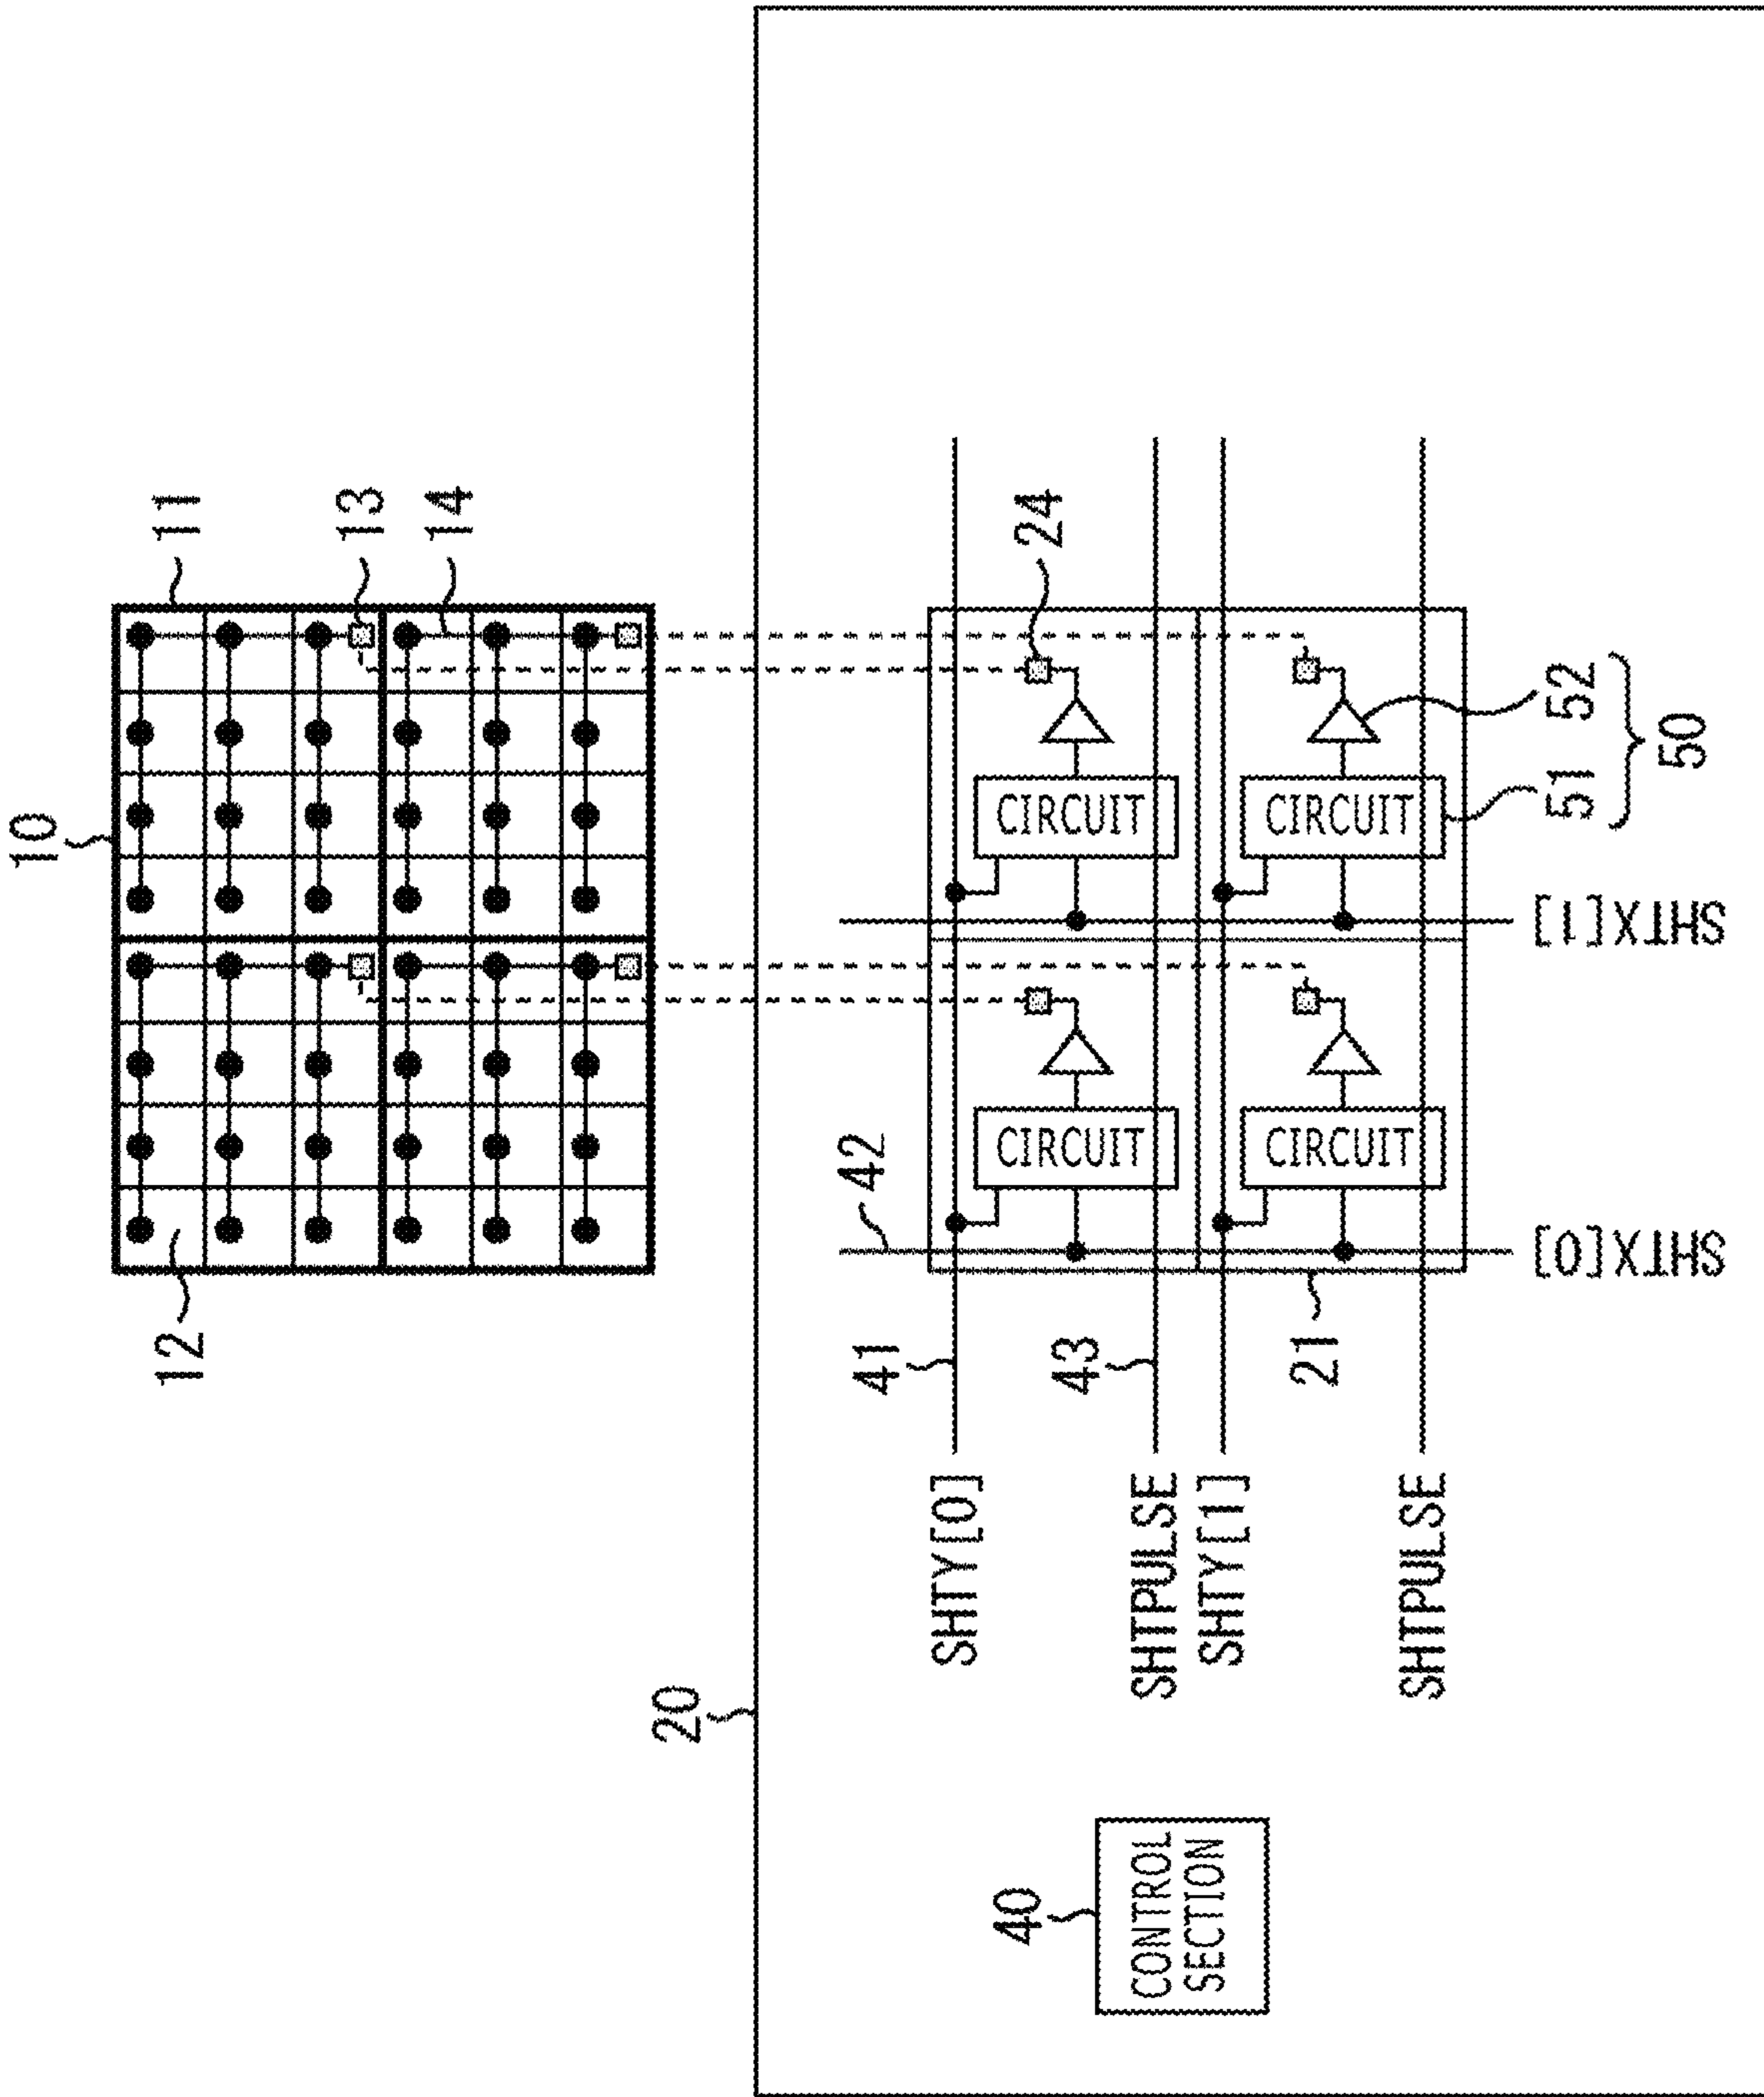 10
11
13
14
12
20
24
42
41
43
21
CIRCUIT
CIRCUIT
CIRCUIT
CIRCUIT
52
51
50
SHTX[1]
SHTX[0]
SHTY[0]
SHTPULSE
SHTY[1]
SHTPULSE
40
CONTROL
SECTION